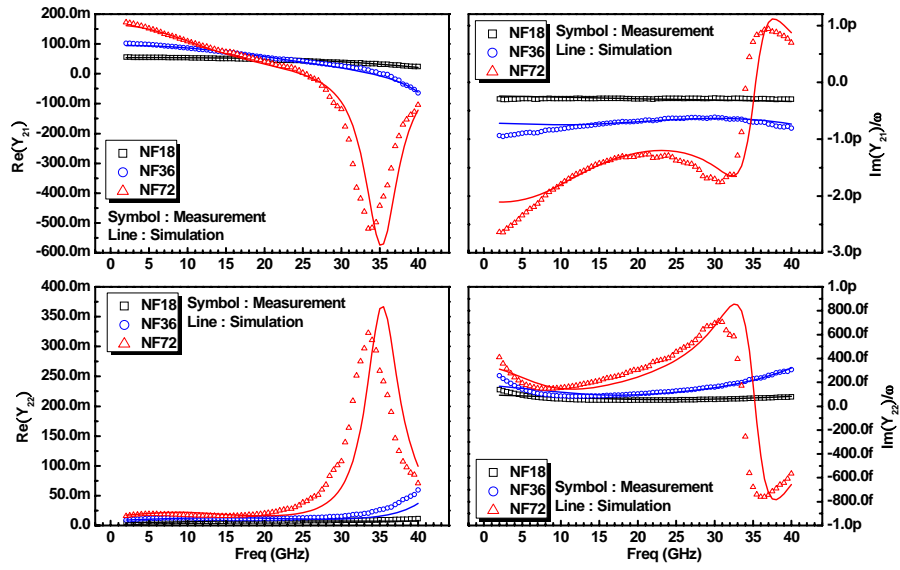 200.0m
100.0m
0.0
-100.0m
-200.0m
-300.0m
-400.0m
-500.0m
-600.0m
Re(Y21)
NF18
NF36
NF72
Symbol : Measurement
Line : Simulation
0 5 10 15 20 25 30 35 40
NF18
NF36
NF72
Symbol : Measurement
Line : Simulation
1.0p
0.0
-1.0p
-2.0p
-3.0p
Im(Y21)/ω
0 5 10 15 20 25 30 35 40
400.0m
350.0m
300.0m
250.0m
200.0m
150.0m
100.0m
50.0m
0.0
Re(Y22)
NF18
NF36
NF72
Symbol : Measurement
Line : Simulation
0 5 10 15 20 25 30 35 40
Freq (GHz)
1.0p
800.0f
600.0f
400.0f
200.0f
0.0
-200.0f
-400.0f
-600.0f
-800.0f
-1.0p
Im(Y22)/ω
NF18
NF36
NF72
Symbol : Measurement
Line : Simulation
0 5 10 15 20 25 30 35 40
Freq (GHz)